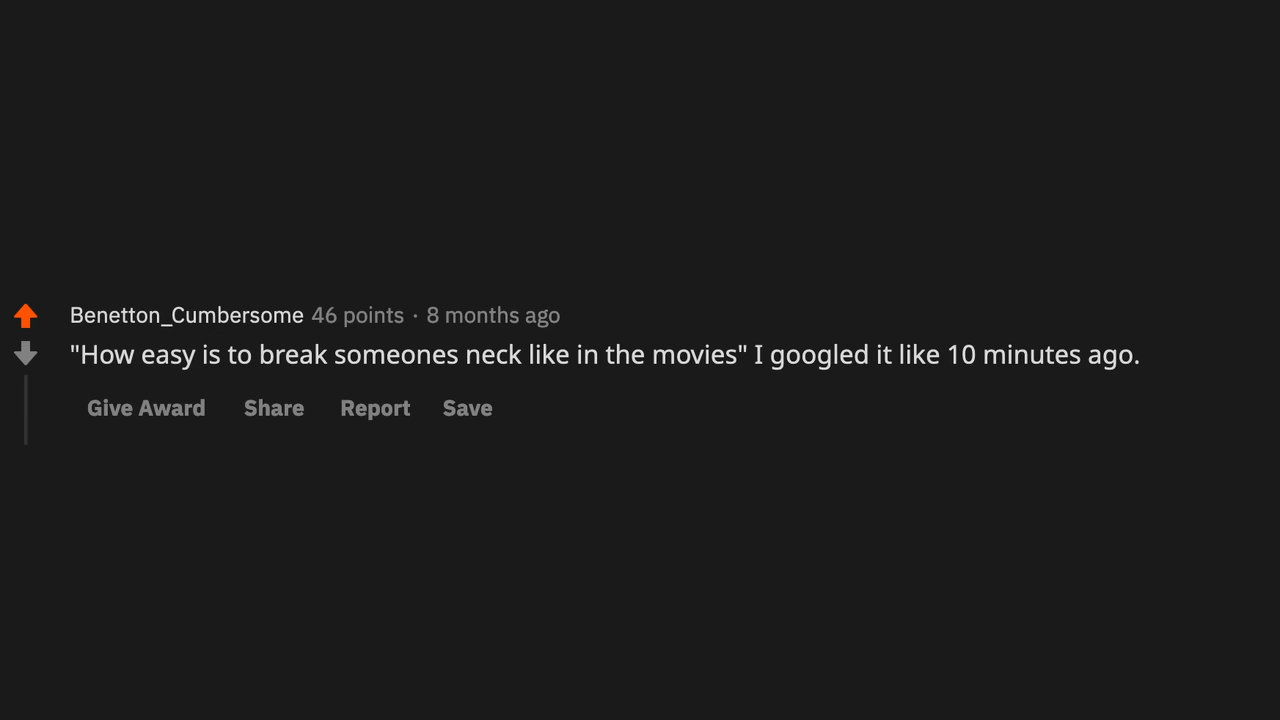 Benetton_Cumbersome 46 points · 8 months ago
"How easy is to break someones neck like in the movies" I googled it like 10 minutes ago.
Give Award Share Report Save